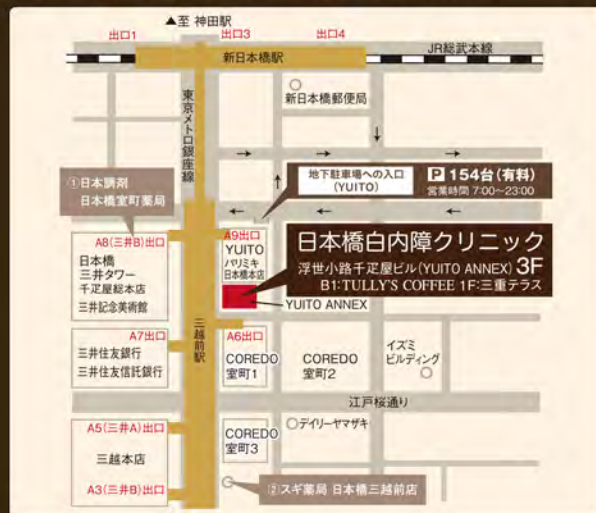 ▲至 神田駅
出口1
出口3
出口4
新日本橋駅
JR総武本線
東京メトロ銀座線
新日本橋郵便局
①日本調剤
日本橋室町薬局
地下駐車場への入口
(YUITO)
P 154台(有料)
営業時間 7:00~23:00
A8(三井B)出口
日本橋
三井タワー
千疋屋総本店
三井記念美術館
A9出口
YUITO
パリミキ
日本橋本店
日本橋白内障クリニック
浮世小路千疋屋ビル(YUITO ANNEX) 3F
B1:TULLY'S COFFEE 1F:三重テラス
YUITO ANNEX
三越前駅
A7出口
三井住友銀行
三井住友信託銀行
A6出口
COREDO
室町1
COREDO
室町2
イズミ
ビルディング
江戸桜通り
A5(三井A)出口
三越本店
A3(三井B)出口
COREDO
室町3
デイリーヤマザキ
②スギ薬局 日本橋三越前店